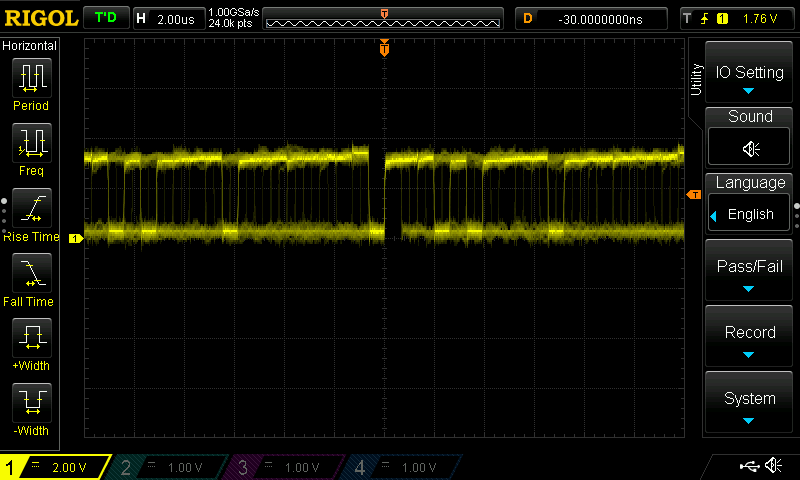 RIGOL T'D H 2.00us 1.00GSa/s 24.0k pts T D -30.0000000ns T 1 1.76 V
Horizontal
Period
Freq
Rise Time
Fall Time
+Width
-Width
T
T
1
Utility
IO Setting
Sound
Language
English
Pass/Fail
Record
System
1 2.00 V 2 1.00 V 3 1.00 V 4 1.00 V